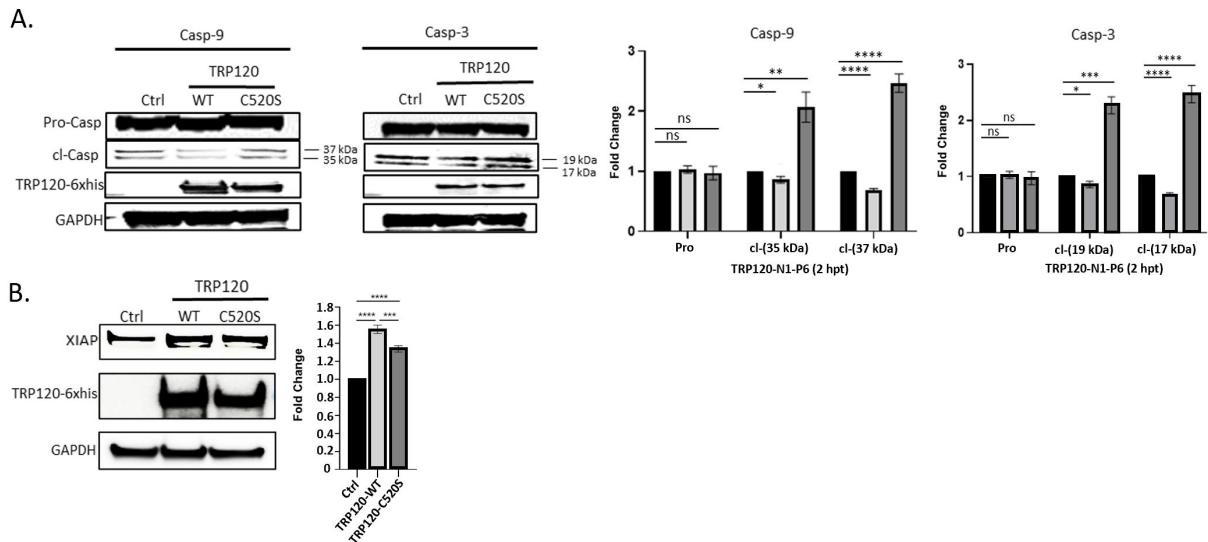 A.
Casp-9
TRP120
Ctrl WT C520S
Pro-Casp
cl-Casp
37 kDa
35 kDa
TRP120-6xhis
GAPDH
Casp-3
TRP120
Ctrl WT C520S
19 kDa
17 kDa
Casp-9
Fold Change
3
2
1
0
ns
ns
*
**
****
****
Pro cl-(35 kDa) cl-(37 kDa)
TRP120-N1-P6 (2 hpt)
Casp-3
Fold Change
3
2
1
0
ns
ns
*
***
****
****
Pro cl-(19 kDa) cl-(17 kDa)
TRP120-N1-P6 (2 hpt)
B.
TRP120
Ctrl WT C520S
XIAP
TRP120-6xhis
GAPDH
Fold Change
1.8
1.6
1.4
1.2
1.0
0.8
0.6
0.4
0.2
0
****
**** ***
Ctrl
TRP120-WT
TRP120-C520S